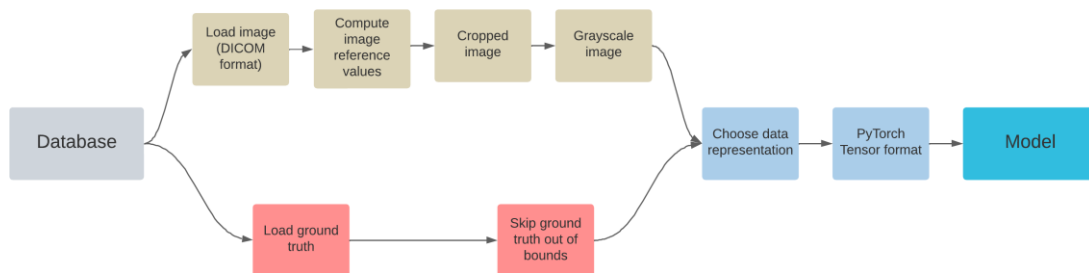 Load image
(DICOM
format)
Compute
image
reference
values
Cropped
image
Grayscale
image
Database
Choose data
representation
PyTorch
Tensor format
Model
Load ground
truth
Skip ground
truth out of
bounds